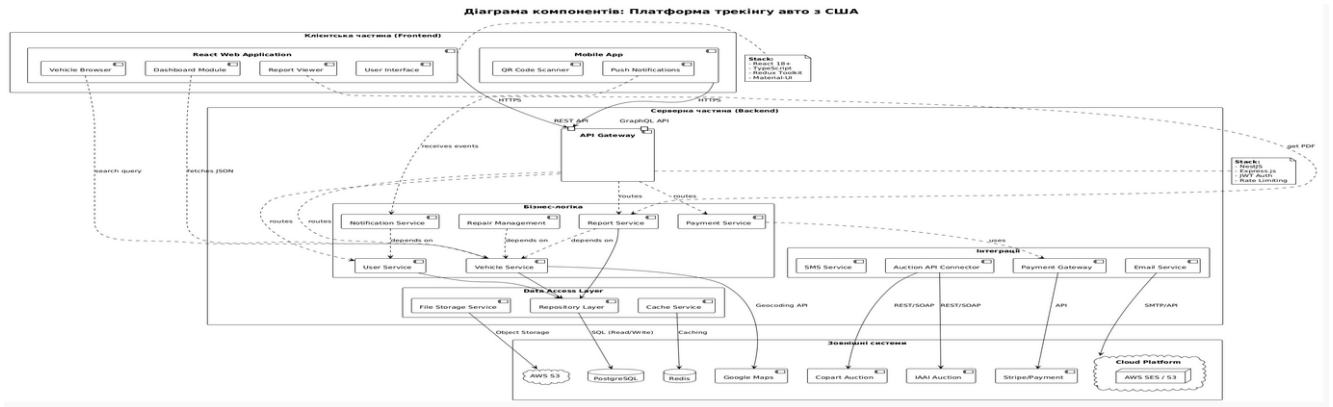 Діаграма компонентів: Платформа трекінгу авто з США
Клієнтська частина (Frontend)
React Web Application
Vehicle Browser
Dashboard Module
Report Viewer
User Interface
Mobile App
QR Code Scanner
Push Notifications
Stack:
- React 18+
- TypeScript
- Redux Toolkit
- Material-UI
HTTPS
HTTPS
Серверна частина (Backend)
REST API
GraphQL API
API Gateway
receives events
get PDF
search query
fetches JSON
Stack:
- NestJS
- Express.js
- JWT Auth
- Rate Limiting
routes
routes
routes
routes
Бізнес-логіка
Notification Service
Repair Management
Report Service
Payment Service
depends on
depends on
depends on
uses
User Service
Vehicle Service
Інтеграції
SMS Service
Auction API Connector
Payment Gateway
Email Service
Data Access Layer
File Storage Service
Repository Layer
Cache Service
Geocoding API
REST/SOAP
REST/SOAP
API
SMTP/API
Object Storage
SQL (Read/Write)
Caching
Зовнішні системи
AWS S3
PostgreSQL
Redis
Google Maps
Copart Auction
IAAI Auction
Stripe/Payment
Cloud Platform
AWS SES / S3